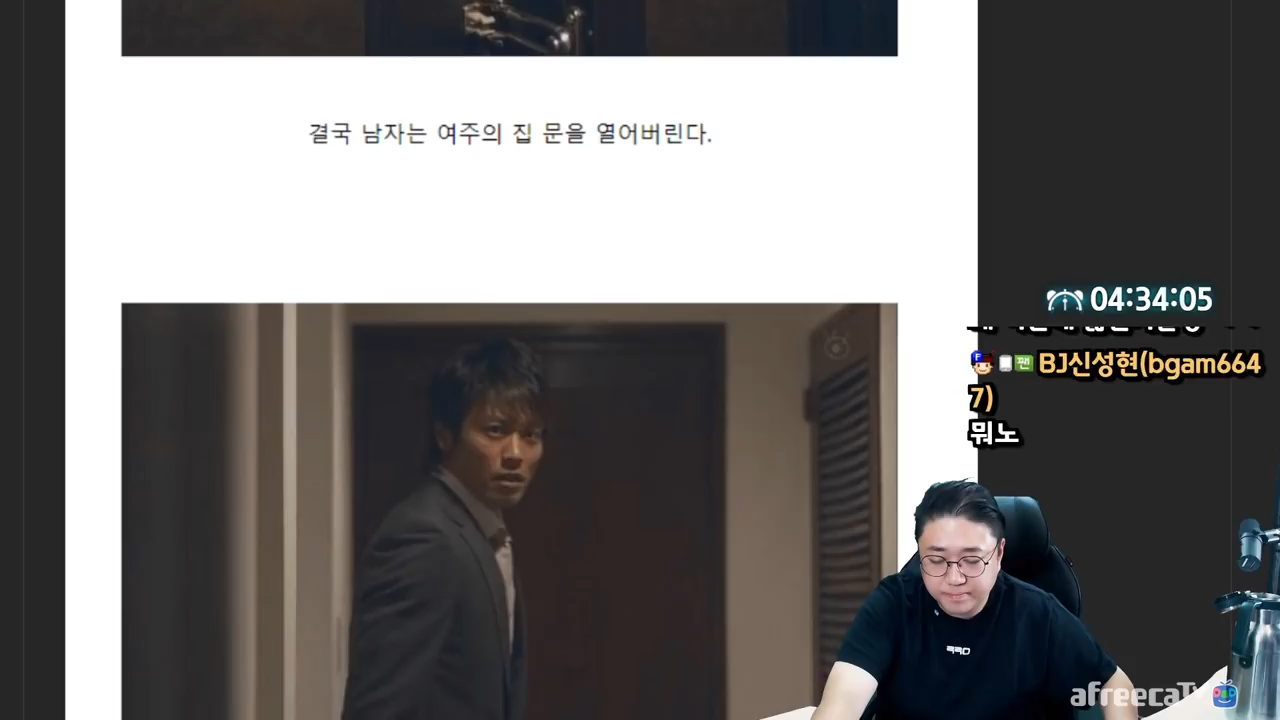 결국 남자는 여주의 집 문을 열어버린다.
04:34:05
F 팬 BJ신성현(bgam664
7)
뭐노
afreecaTV